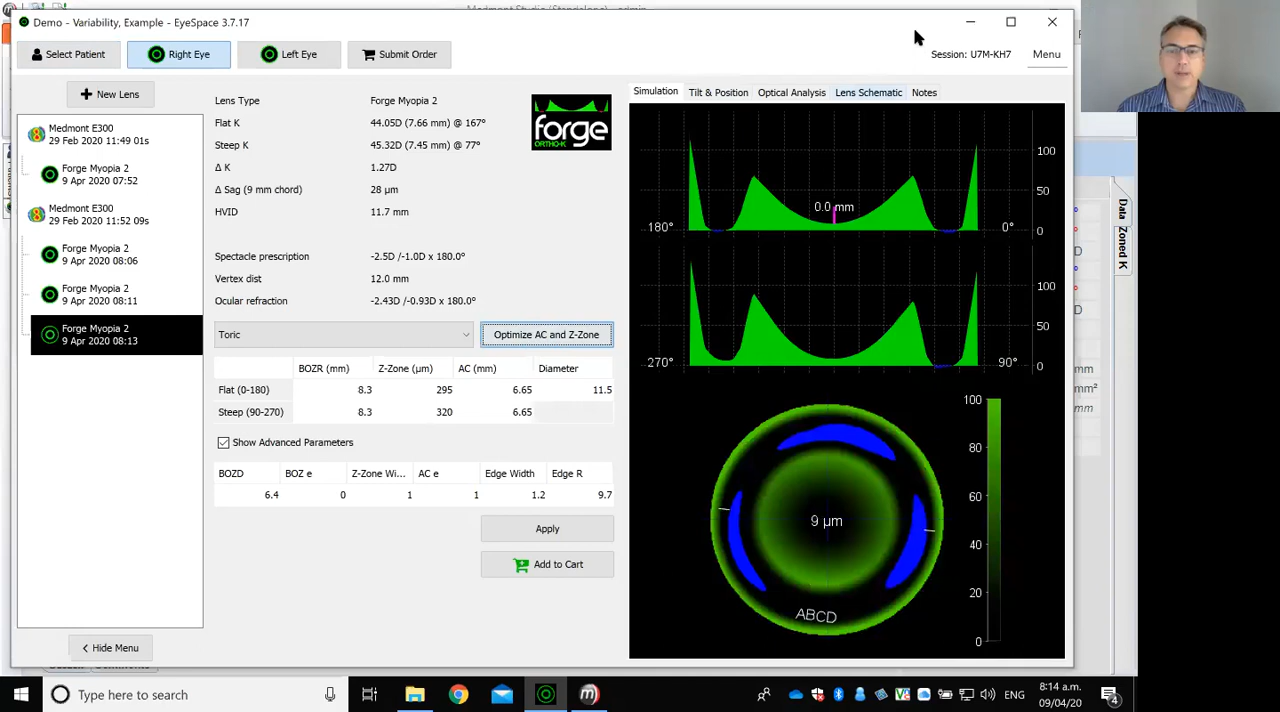 Demo - Variability, Example - EyeSpace 3.7.17
Select Patient
Right Eye
Left Eye
Submit Order
Session: U7M-KH7
Menu
New Lens
Medmont E300
29 Feb 2020 11:49 01s
Forge Myopia 2
9 Apr 2020 07:52
Medmont E300
29 Feb 2020 11:52 09s
Forge Myopia 2
9 Apr 2020 08:06
Forge Myopia 2
9 Apr 2020 08:11
Forge Myopia 2
9 Apr 2020 08:13
Hide Menu
Lens Type Forge Myopia 2
Flat K 44.05D (7.66 mm) @ 167°
Steep K 45.32D (7.45 mm) @ 77°
Δ K 1.27D
Δ Sag (9 mm chord) 28 μm
HVID 11.7 mm
forge
ORTHO-K
Spectacle prescription -2.5D /-1.0D x 180.0°
Vertex dist 12.0 mm
Ocular refraction -2.43D /-0.93D x 180.0°
Toric
Optimize AC and Z-Zone
BOZR (mm) Z-Zone (μm) AC (mm) Diameter
Flat (0-180) 8.3 295 6.65 11.5
Steep (90-270) 8.3 320 6.65
Show Advanced Parameters
BOZD BOZ e Z-Zone Wi... AC e Edge Width Edge R
6.4 0 1 1 1.2 9.7
Apply
Add to Cart
Simulation Tilt & Position Optical Analysis Lens Schematic Notes
100
50
0
0.0 mm
180° 0°
100
50
0
270° 90°
9 μm
ABCD
100
80
60
40
20
0
Data
Zoned K
D
D
mm
mm²
mm
Type here to search
ENG
8:14 a.m.
09/04/20
4